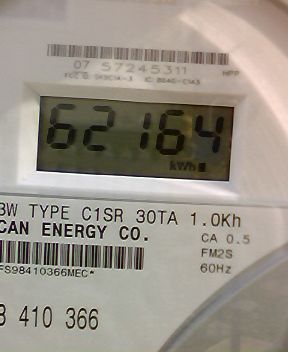 07 57245311
62164
kWh
3W TYPE C1SR 30TA 1.0Kh
CAN ENERGY CO. CA 0.5
FM2S
FS98410366MEC* 60Hz
410 366